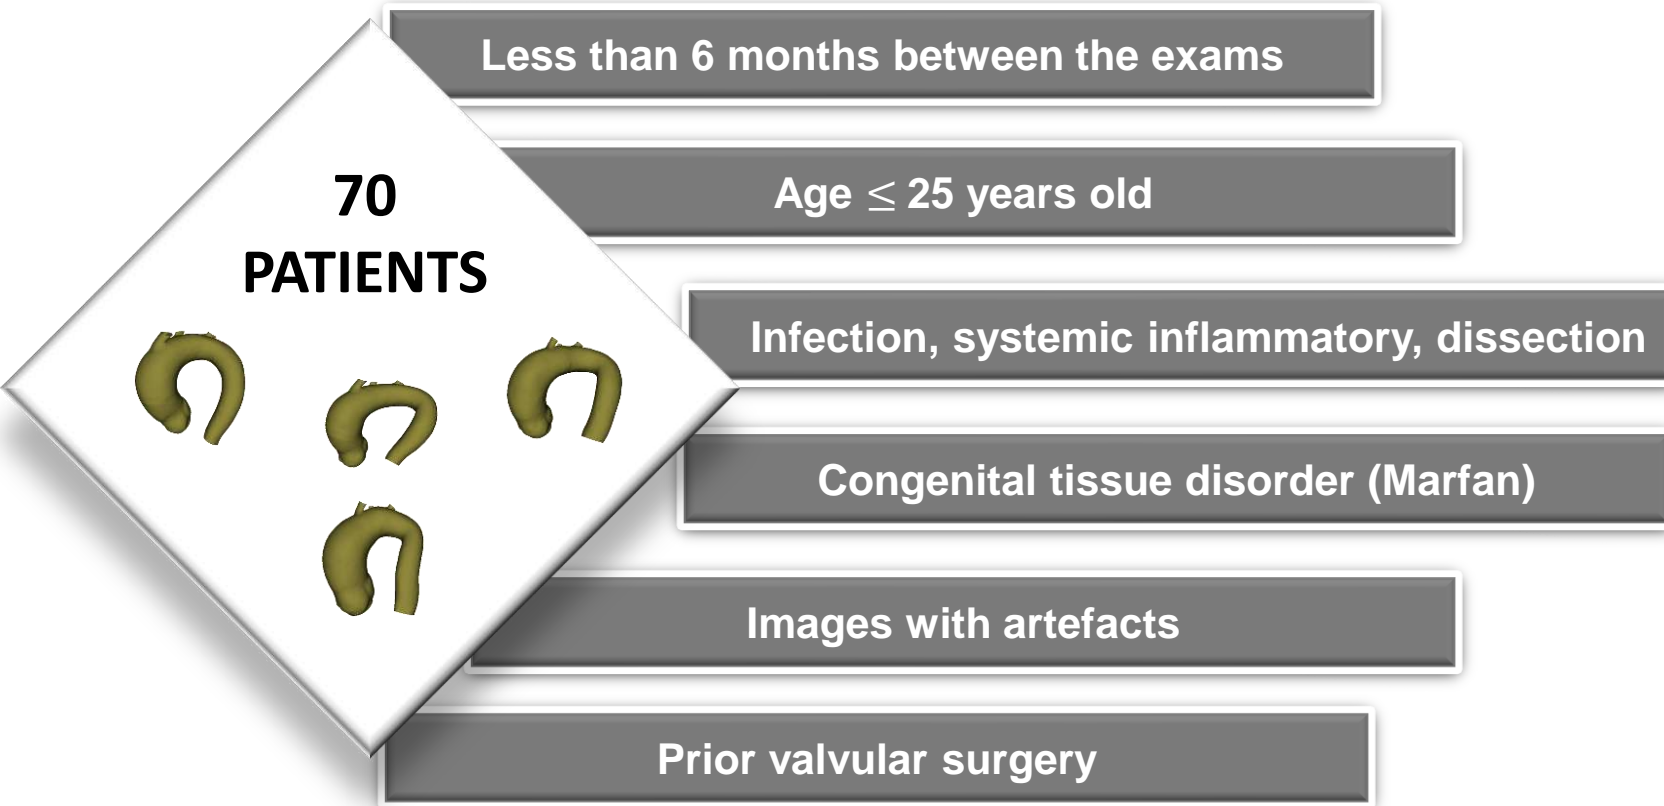 Less than 6 months between the exams
70
PATIENTS
Age ≤ 25 years old
Infection, systemic inflammatory, dissection
Congenital tissue disorder (Marfan)
Images with artefacts
Prior valvular surgery